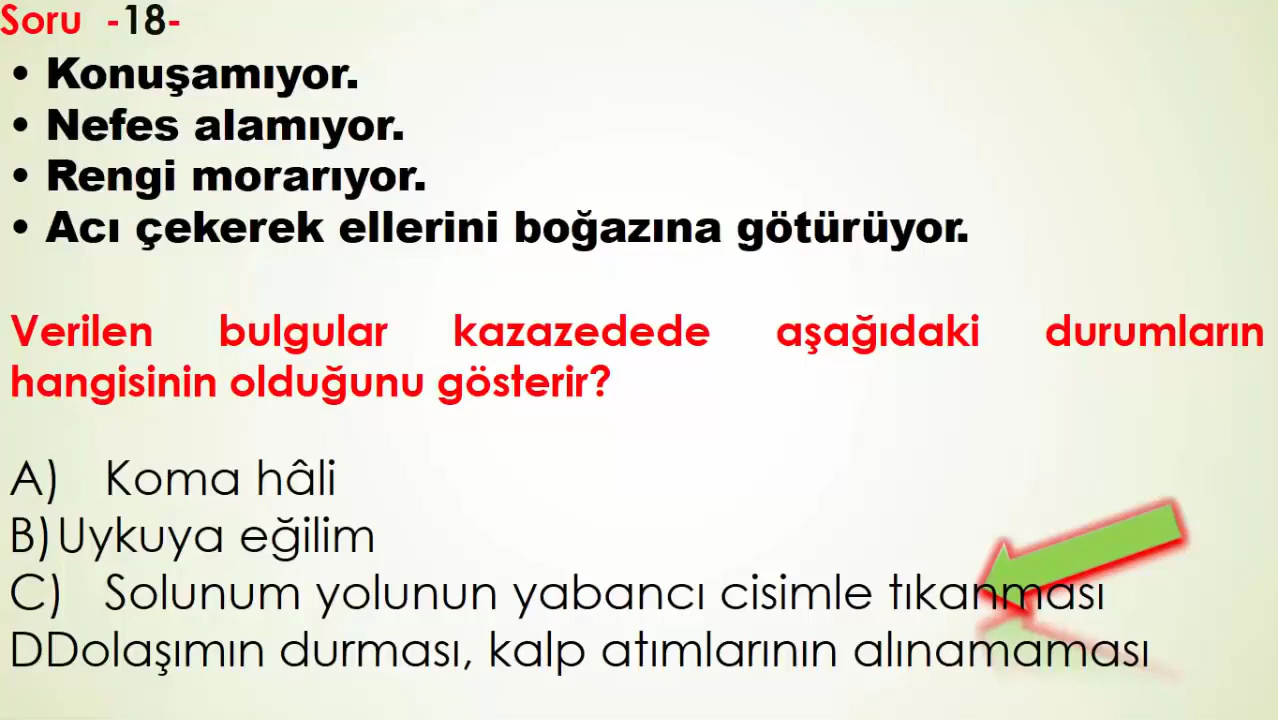 Soru -18-
• Konuşamıyor.
• Nefes alamıyor.
• Rengi morarıyor.
• Acı çekerek ellerini boğazına götürüyor.
Verilen bulgular kazazedede aşağıdaki durumların
hangisinin olduğunu gösterir?
A) Koma hâli
B)Uykuya eğilim
C) Solunum yolunun yabancı cisimle tıkanması
DDolaşımın durması, kalp atımlarının alınamaması